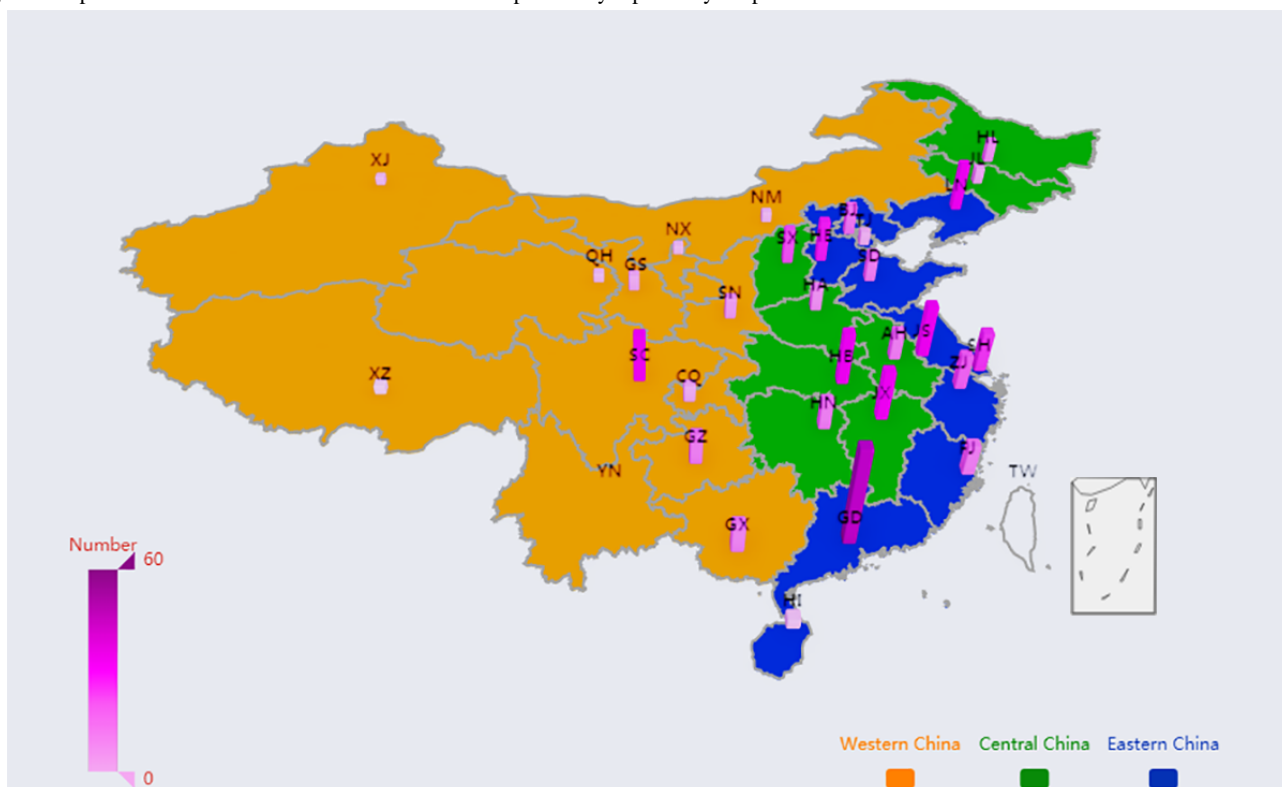 HL
JL
XJ
LN
NM
BJ
TJ
NX
SX
HE
QH
GS
SD
SN
HA
JS
AH
SH
SC
HB
ZJ
XZ
CQ
JX
HN
GZ
FJ
YN
TW
GD
GX
Number
60
HI
Western China
Central China
Eastern China
0